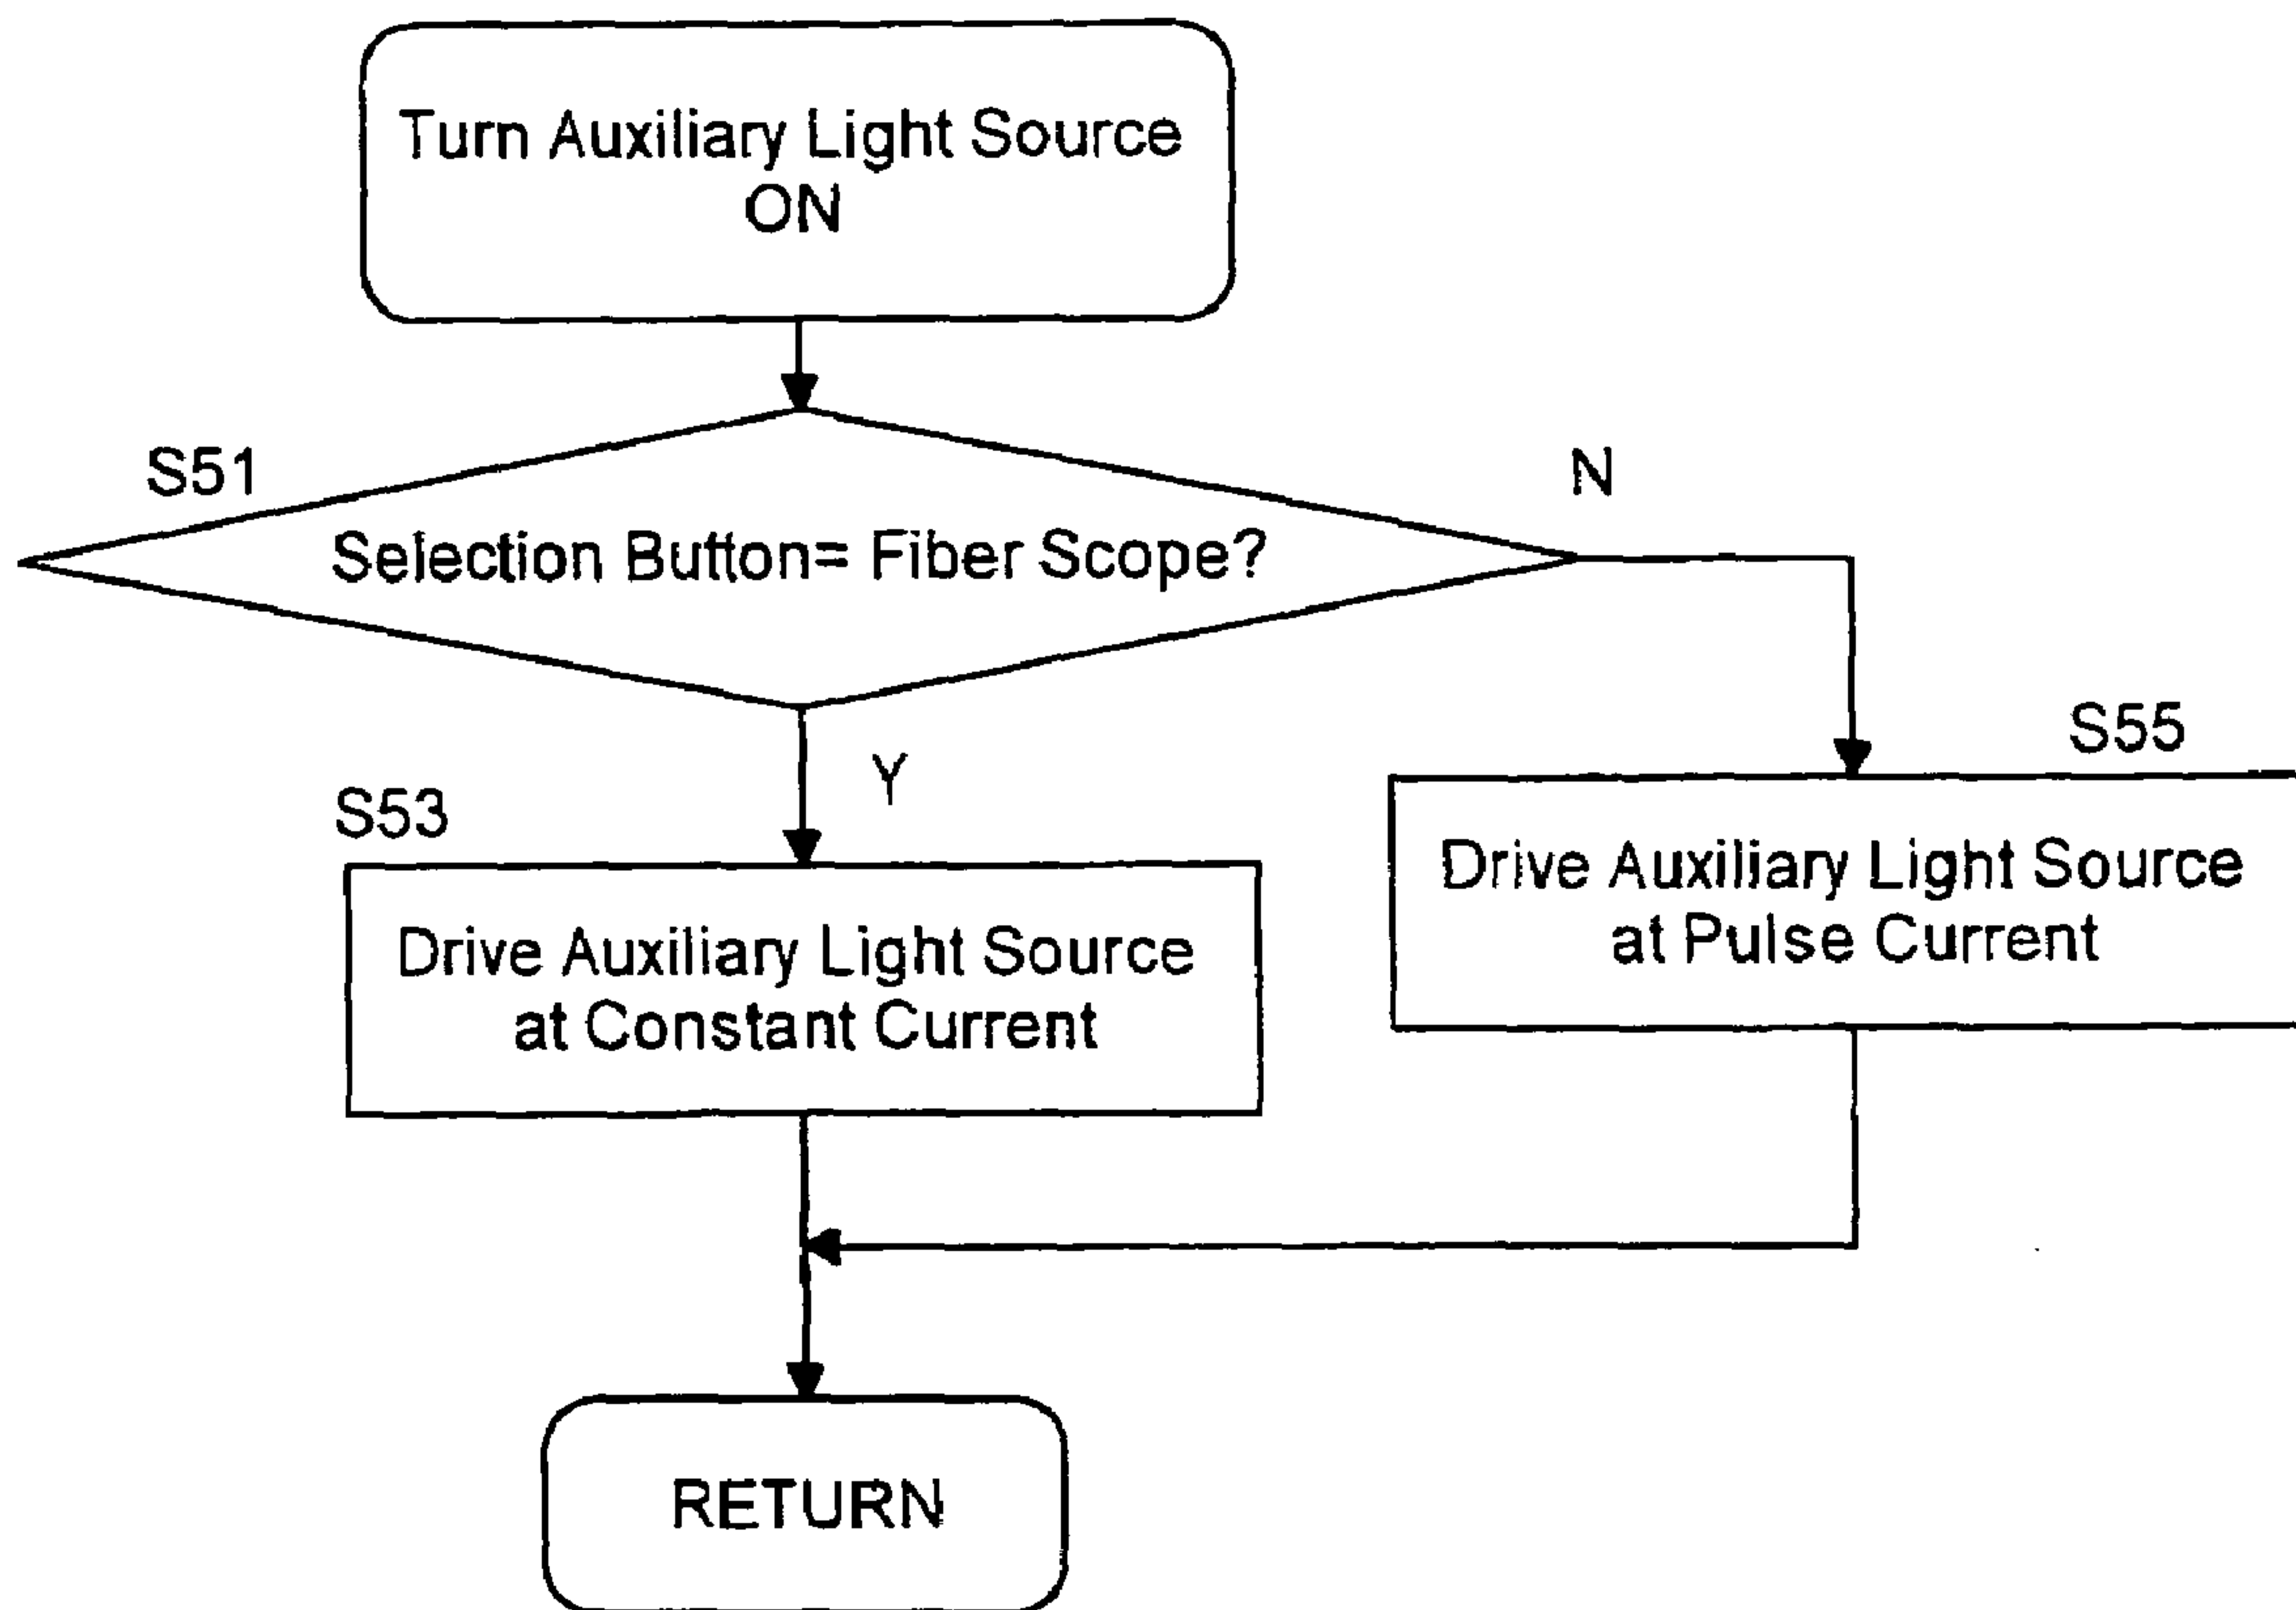 Turn Auxiliary Light Source
ON
S51
N
Selection Button= Fiber Scope?
Y
S53
S55
Drive Auxiliary Light Source
at Constant Current
Drive Auxiliary Light Source
at Pulse Current
RETURN